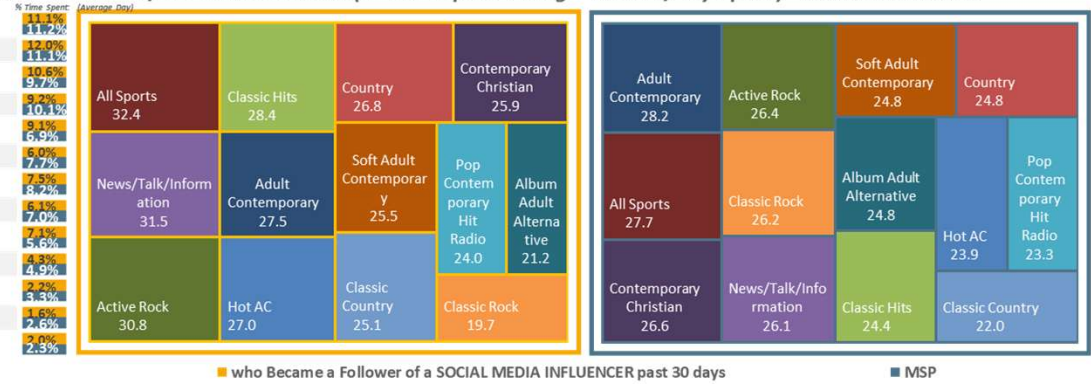 % Time Spent: (Average Day)
11.1%
11.2%
12.0%
11.1%
10.6%
9.7%
9.2%
10.1%
9.1%
6.9%
6.0%
7.7%
7.5%
8.2%
6.1%
7.0%
7.1%
5.6%
4.3%
4.9%
2.2%
3.3%
1.6%
2.6%
2.0%
2.3%
All Sports
32.4
Classic Hits
28.4
Country
26.8
Contemporary
Christian
25.9
News/Talk/Inform
ation
31.5
Adult
Contemporary
27.5
Soft Adult
Contemporar
y
25.5
Pop
Contem
porary
Hit
Radio
24.0
Album
Adult
Alterna
tive
21.2
Active Rock
30.8
Hot AC
27.0
Classic
Country
25.1
Classic Rock
19.7
Adult
Contemporary
28.2
Active Rock
26.4
Soft Adult
Contemporary
24.8
Country
24.8
All Sports
27.7
Classic Rock
26.2
Album Adult
Alternative
24.8
Hot AC
23.9
Pop
Contem
porary
Hit
Radio
23.3
Contemporary
Christian
26.6
News/Talk/Info
rmation
26.1
Classic Hits
24.4
Classic Country
22.0
who Became a Follower of a SOCIAL MEDIA INFLUENCER past 30 days
MSP